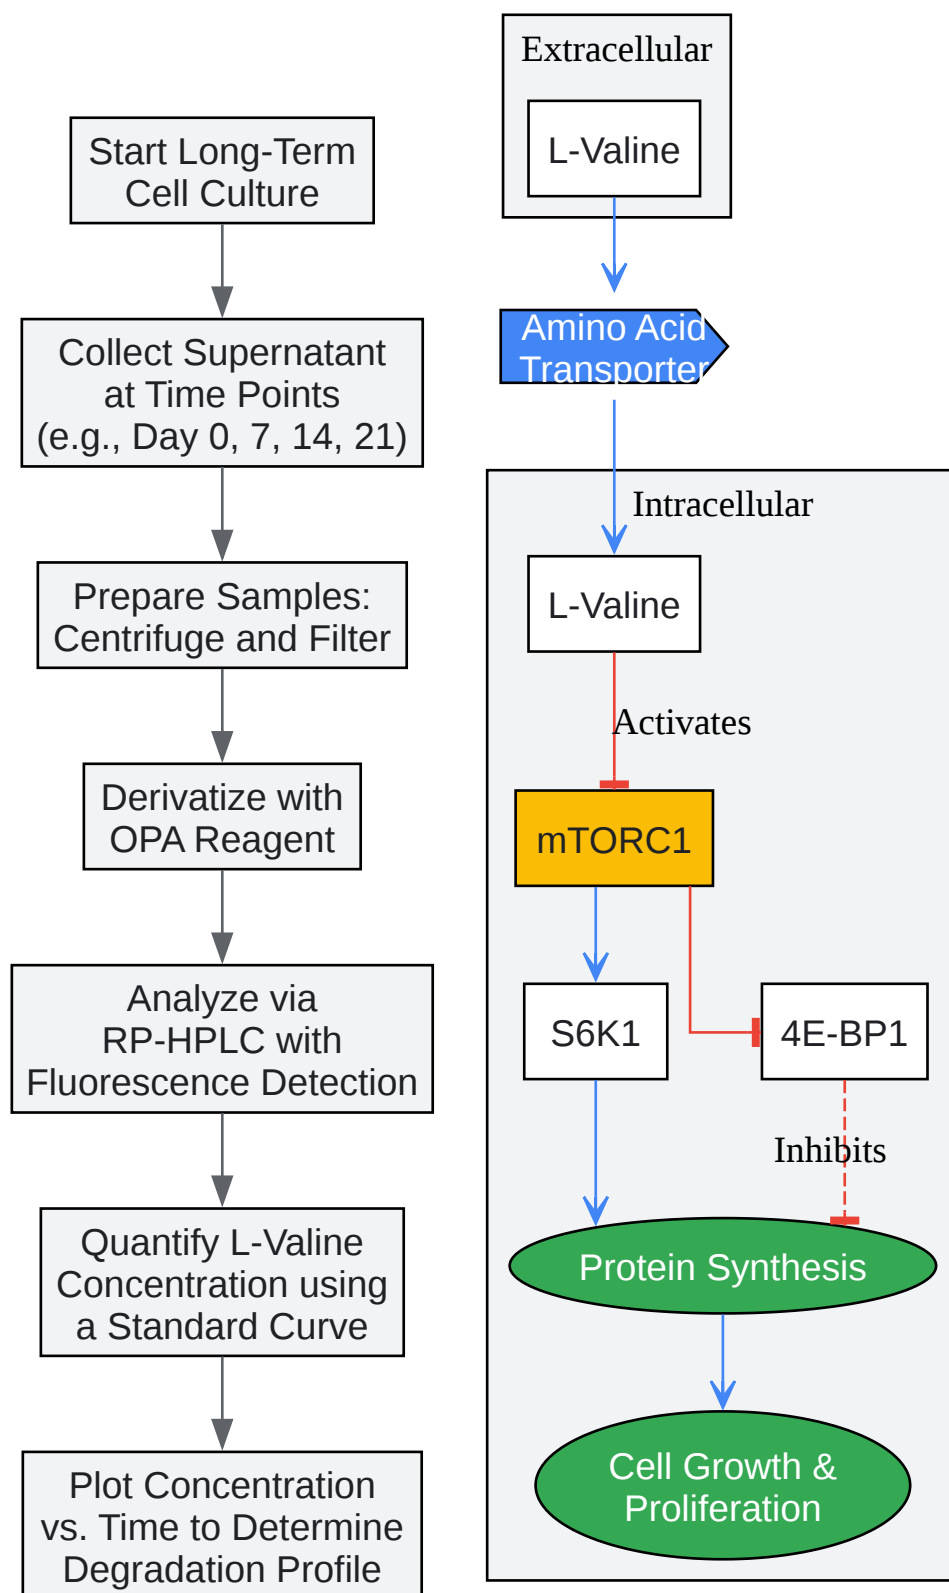 Start Long-Term
Cell Culture
Collect Supernatant
at Time Points
(e.g., Day 0, 7, 14, 21)
Prepare Samples:
Centrifuge and Filter
Derivatize with
OPA Reagent
Analyze via
RP-HPLC with
Fluorescence Detection
Quantify L-Valine
Concentration using
a Standard Curve
Plot Concentration
vs. Time to Determine
Degradation Profile
Extracellular
L-Valine
Amino Acid
Transporter
Intracellular
L-Valine
Activates
mTORC1
S6K1
4E-BP1
Inhibits
Protein Synthesis
Cell Growth &
Proliferation